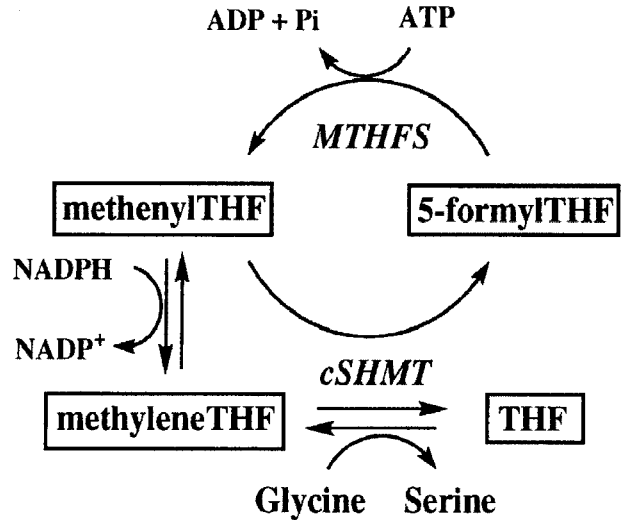 ADP + Pi ATP
MTHFS
methenylTHF 5-formylTHF
NADPH
NADP+
cSHMT
methyleneTHF THF
Glycine Serine